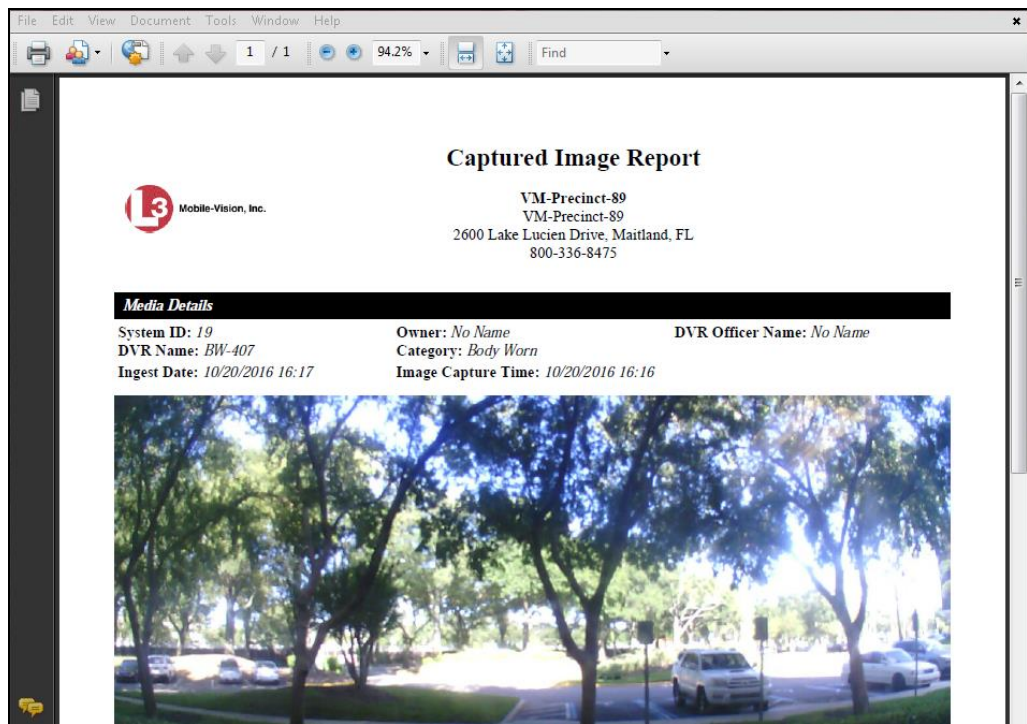 File Edit View Document Tools Window Help
1 / 1 94.2% Find
Captured Image Report
L3 Mobile-Vision, Inc.
VM-Precinct-89
VM-Precinct-89
2600 Lake Lucien Drive, Maitland, FL
800-336-8475
Media Details
System ID: 19 Owner: No Name DVR Officer Name: No Name
DVR Name: BW-407 Category: Body Worn
Ingest Date: 10/20/2016 16:17 Image Capture Time: 10/20/2016 16:16